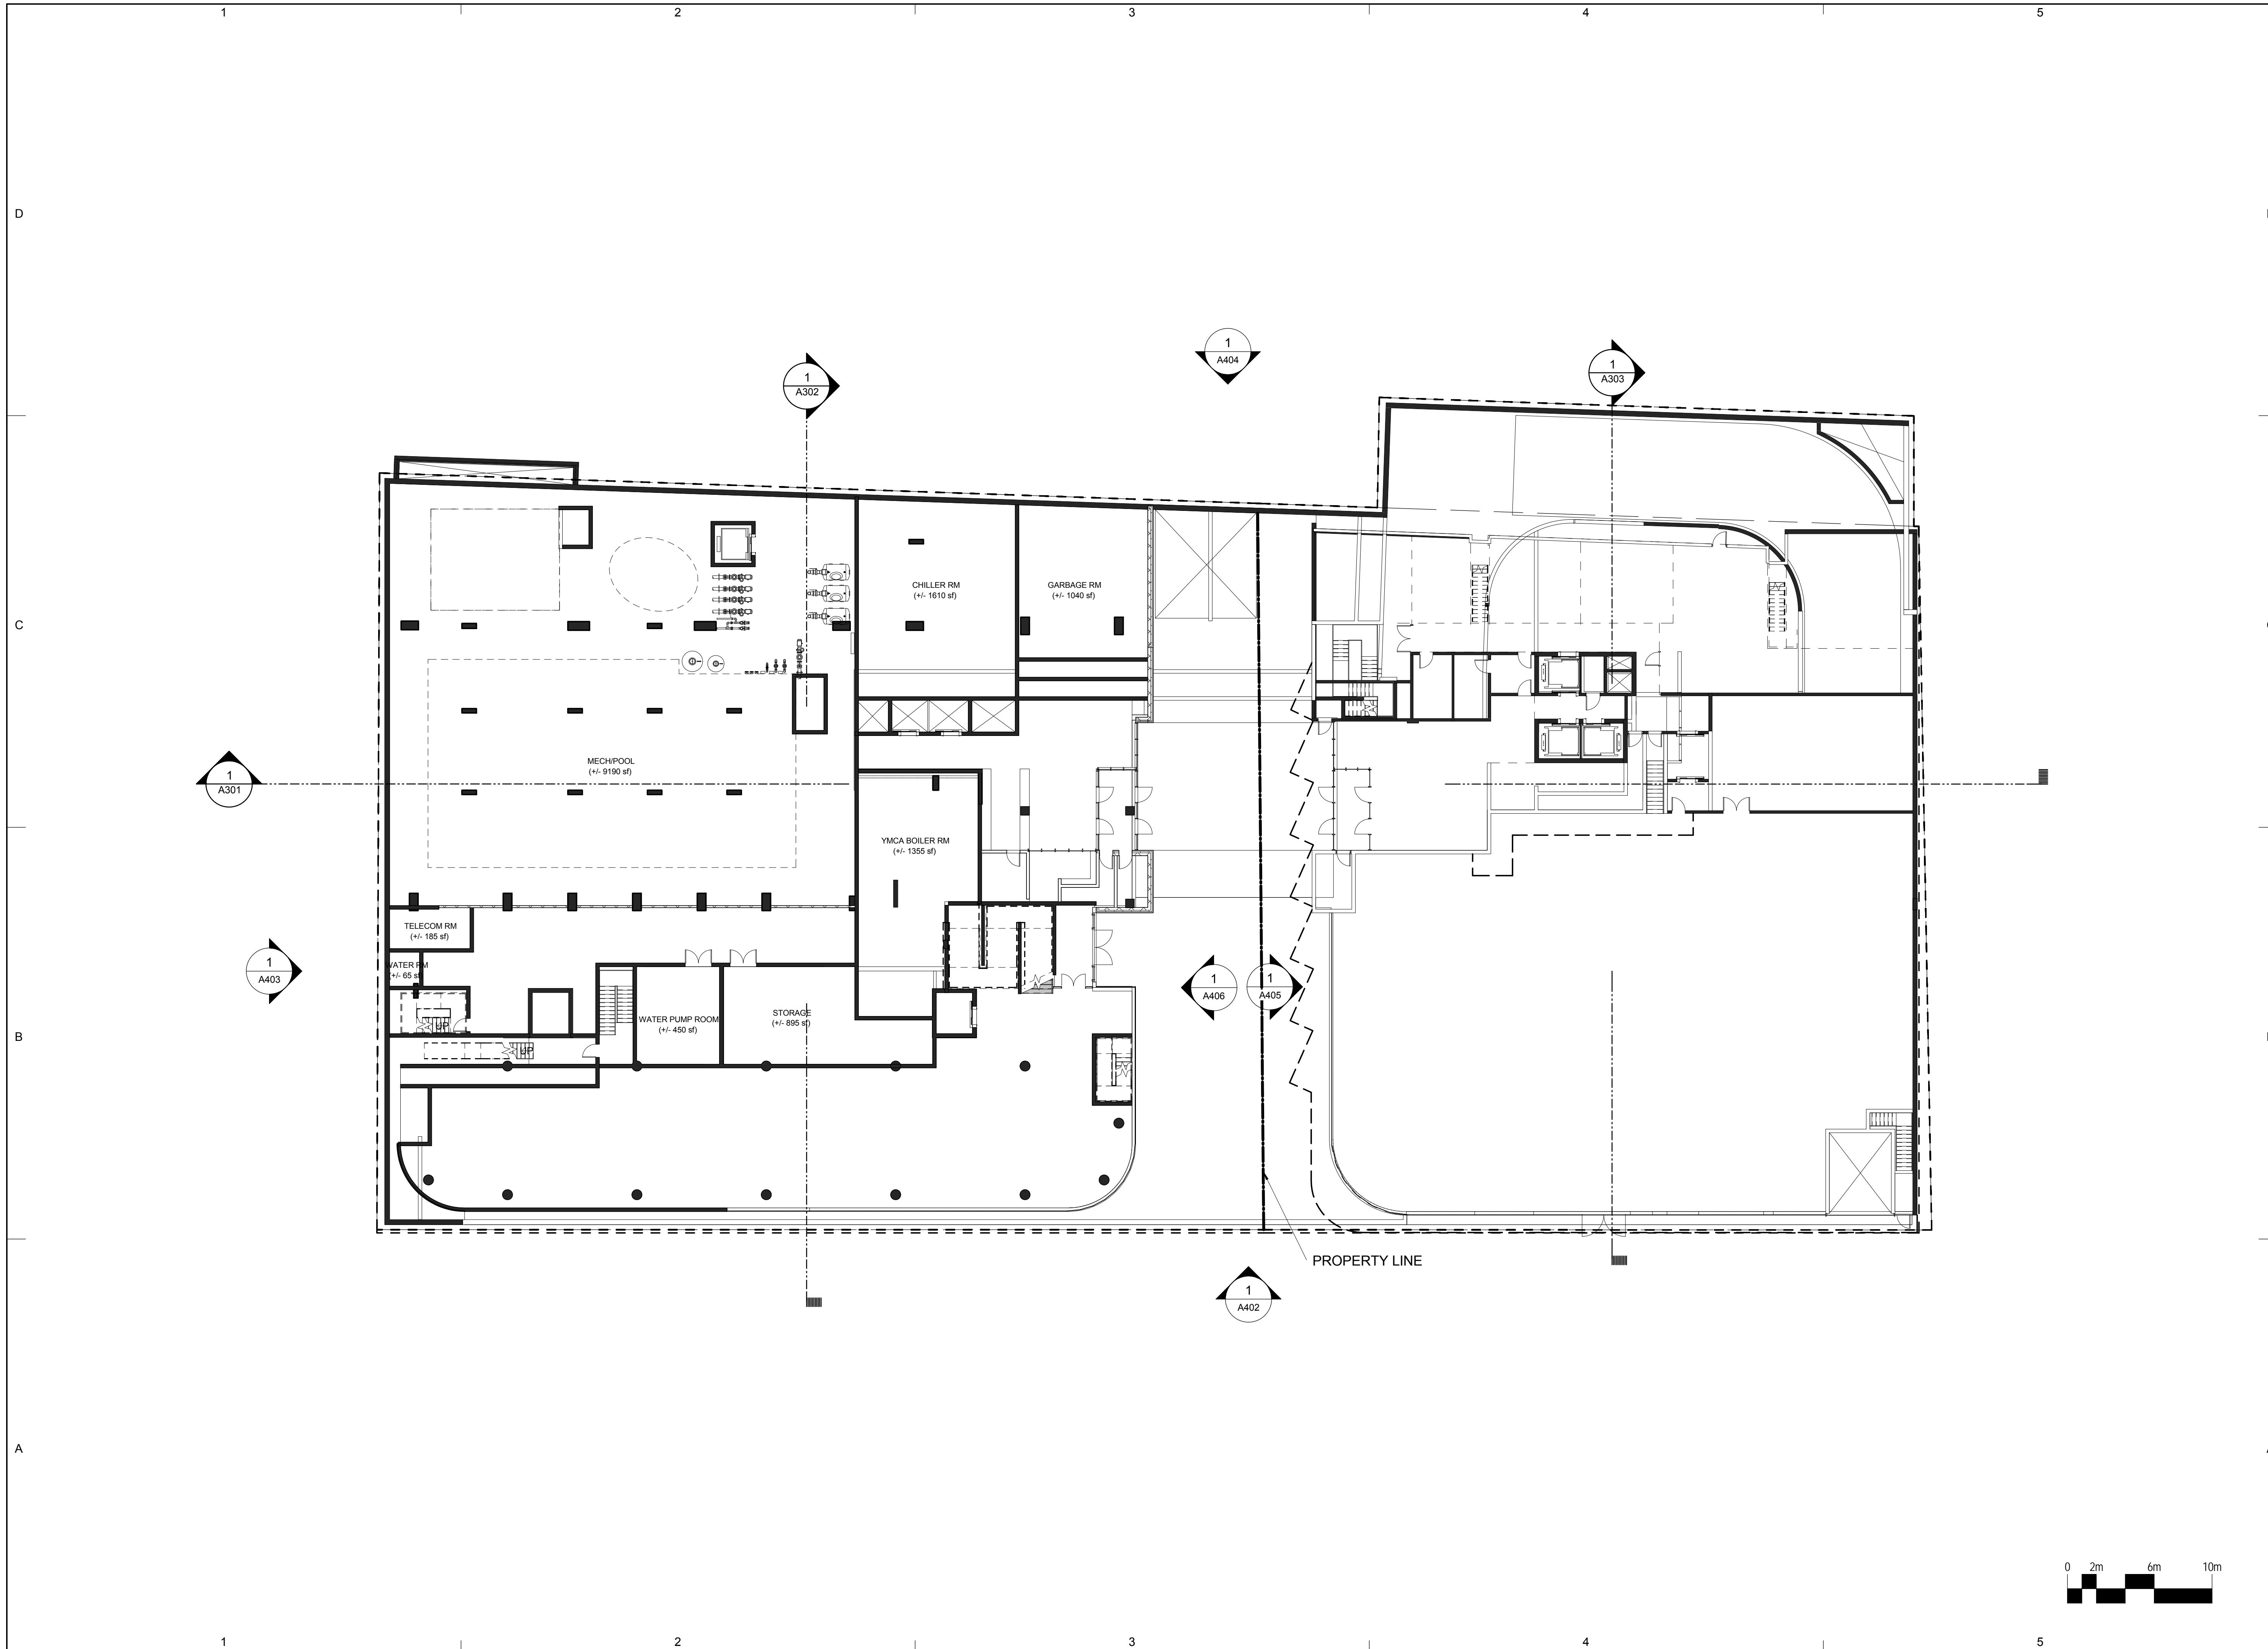 1
2
3
4
5
D
1
A404
1
A302
1
A303
CHILLER RM
(+/- 1610 sf)
GARBAGE RM
(+/- 1040 sf)
C
MECH/POOL
(+/- 9190 sf)
1
A301
YMCA BOILER RM
(+/- 1355 sf)
TELECOM RM
(+/- 185 sf)
WATER RM
(+/- 65 sf)
1
A403
1
A406
1
A405
UP
WATER PUMP ROOM
(+/- 450 sf)
STORAGE
(+/- 895 sf)
B
UP
PROPERTY LINE
1
A402
A
0
2m
6m
10m
1
2
3
4
5